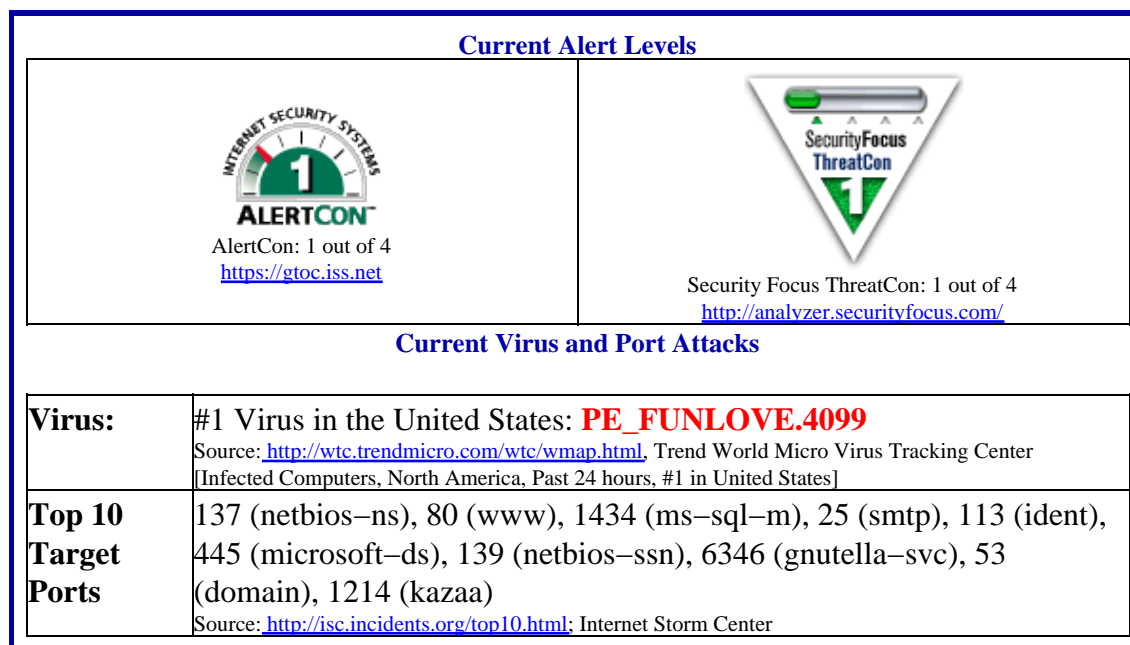 Current Alert Levels
INTERNET SECURITY SYSTEMS
1
ALERTCON™
AlertCon: 1 out of 4
https://gtoc.iss.net
SecurityFocus
ThreatCon
1
Security Focus ThreatCon: 1 out of 4
http://analyzer.securityfocus.com/
Current Virus and Port Attacks
Virus:
#1 Virus in the United States: PE_FUNLOVE.4099
Source: http://wtc.trendmicro.com/wtc/wmap.html, Trend World Micro Virus Tracking Center
[Infected Computers, North America, Past 24 hours, #1 in United States]
Top 10
Target
Ports
137 (netbios−ns), 80 (www), 1434 (ms−sql−m), 25 (smtp), 113 (ident),
445 (microsoft−ds), 139 (netbios−ssn), 6346 (gnutella−svc), 53
(domain), 1214 (kazaa)
Source: http://isc.incidents.org/top10.html; Internet Storm Center